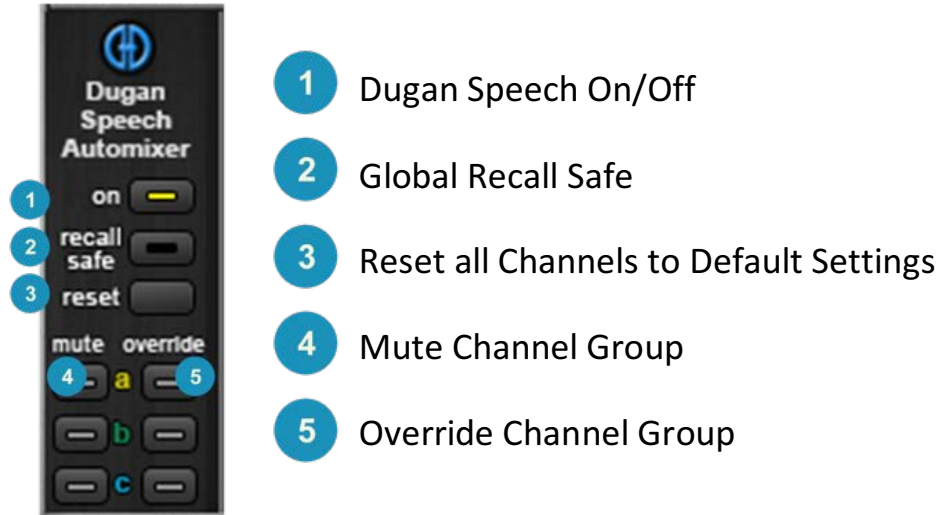 Dugan
Speech
Automixer
1 on
2 recall
safe
3 reset
mute override
4 a 5
b
c
1 Dugan Speech On/Off
2 Global Recall Safe
3 Reset all Channels to Default Settings
4 Mute Channel Group
5 Override Channel Group